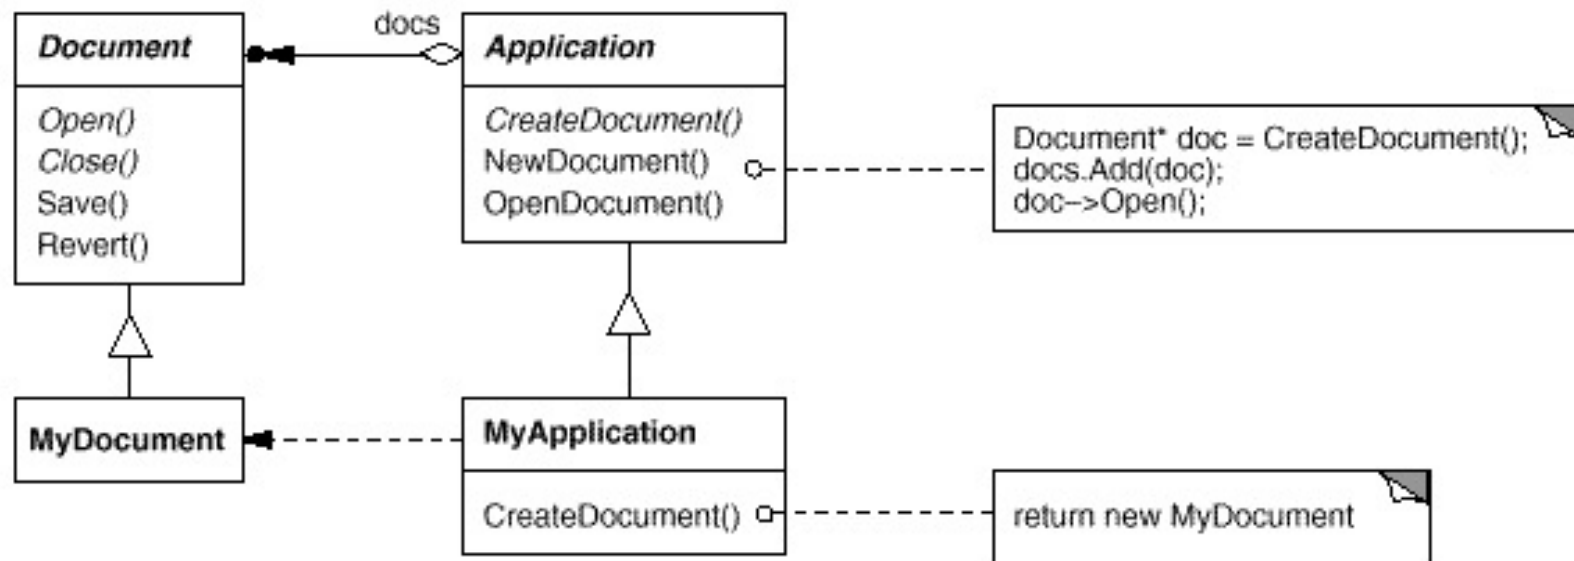 docs
Document
Open()
Close()
Save()
Revert()
Application
CreateDocument()
NewDocument()
OpenDocument()
Document* doc = CreateDocument();
docs.Add(doc);
doc->Open();
MyDocument
MyApplication
CreateDocument()
return new MyDocument